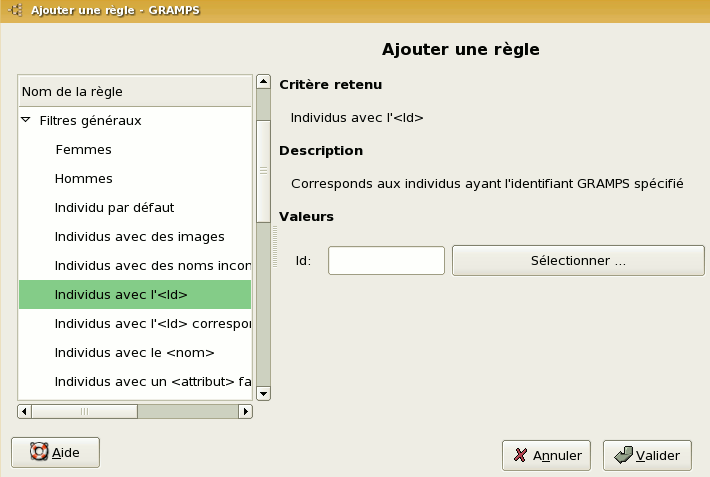 Ajouter une règle - GRAMPS
Ajouter une règle
Nom de la règle
Filtres généraux
Femmes
Hommes
Individu par défaut
Individus avec des images
Individus avec des noms incon
Individus avec l'<Id>
Individus avec l'<Id> correspon
Individus avec le <nom>
Individus avec un <attribut> fa
Critère retenu
Individus avec l'<Id>
Description
Corresponds aux individus ayant l'identifiant GRAMPS spécifié
Valeurs
Id:
Sélectionner ...
Aide
Annuler
Valider